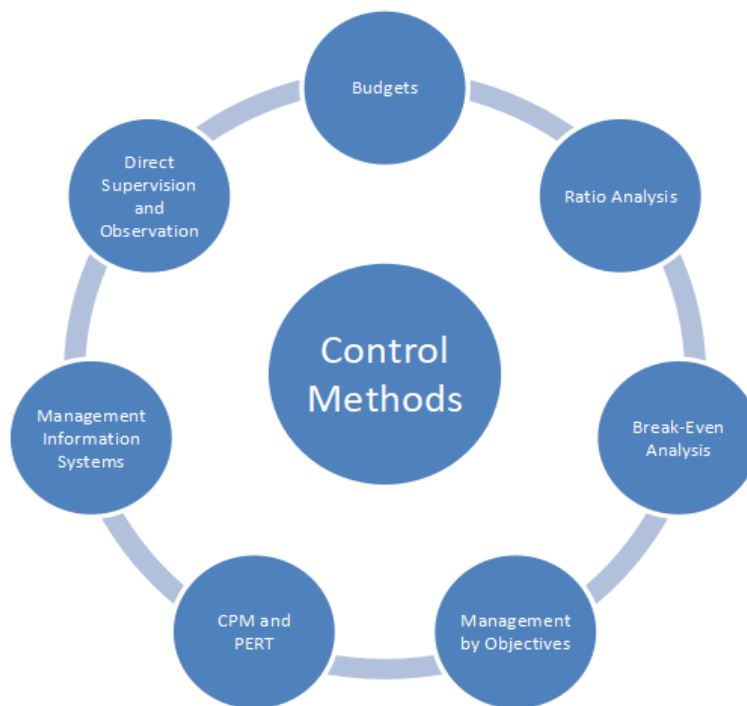 Budgets
Ratio Analysis
Break-Even
Analysis
Management
by Objectives
CPM and
PERT
Management
Information
Systems
Direct
Supervision
and
Observation
Control
Methods